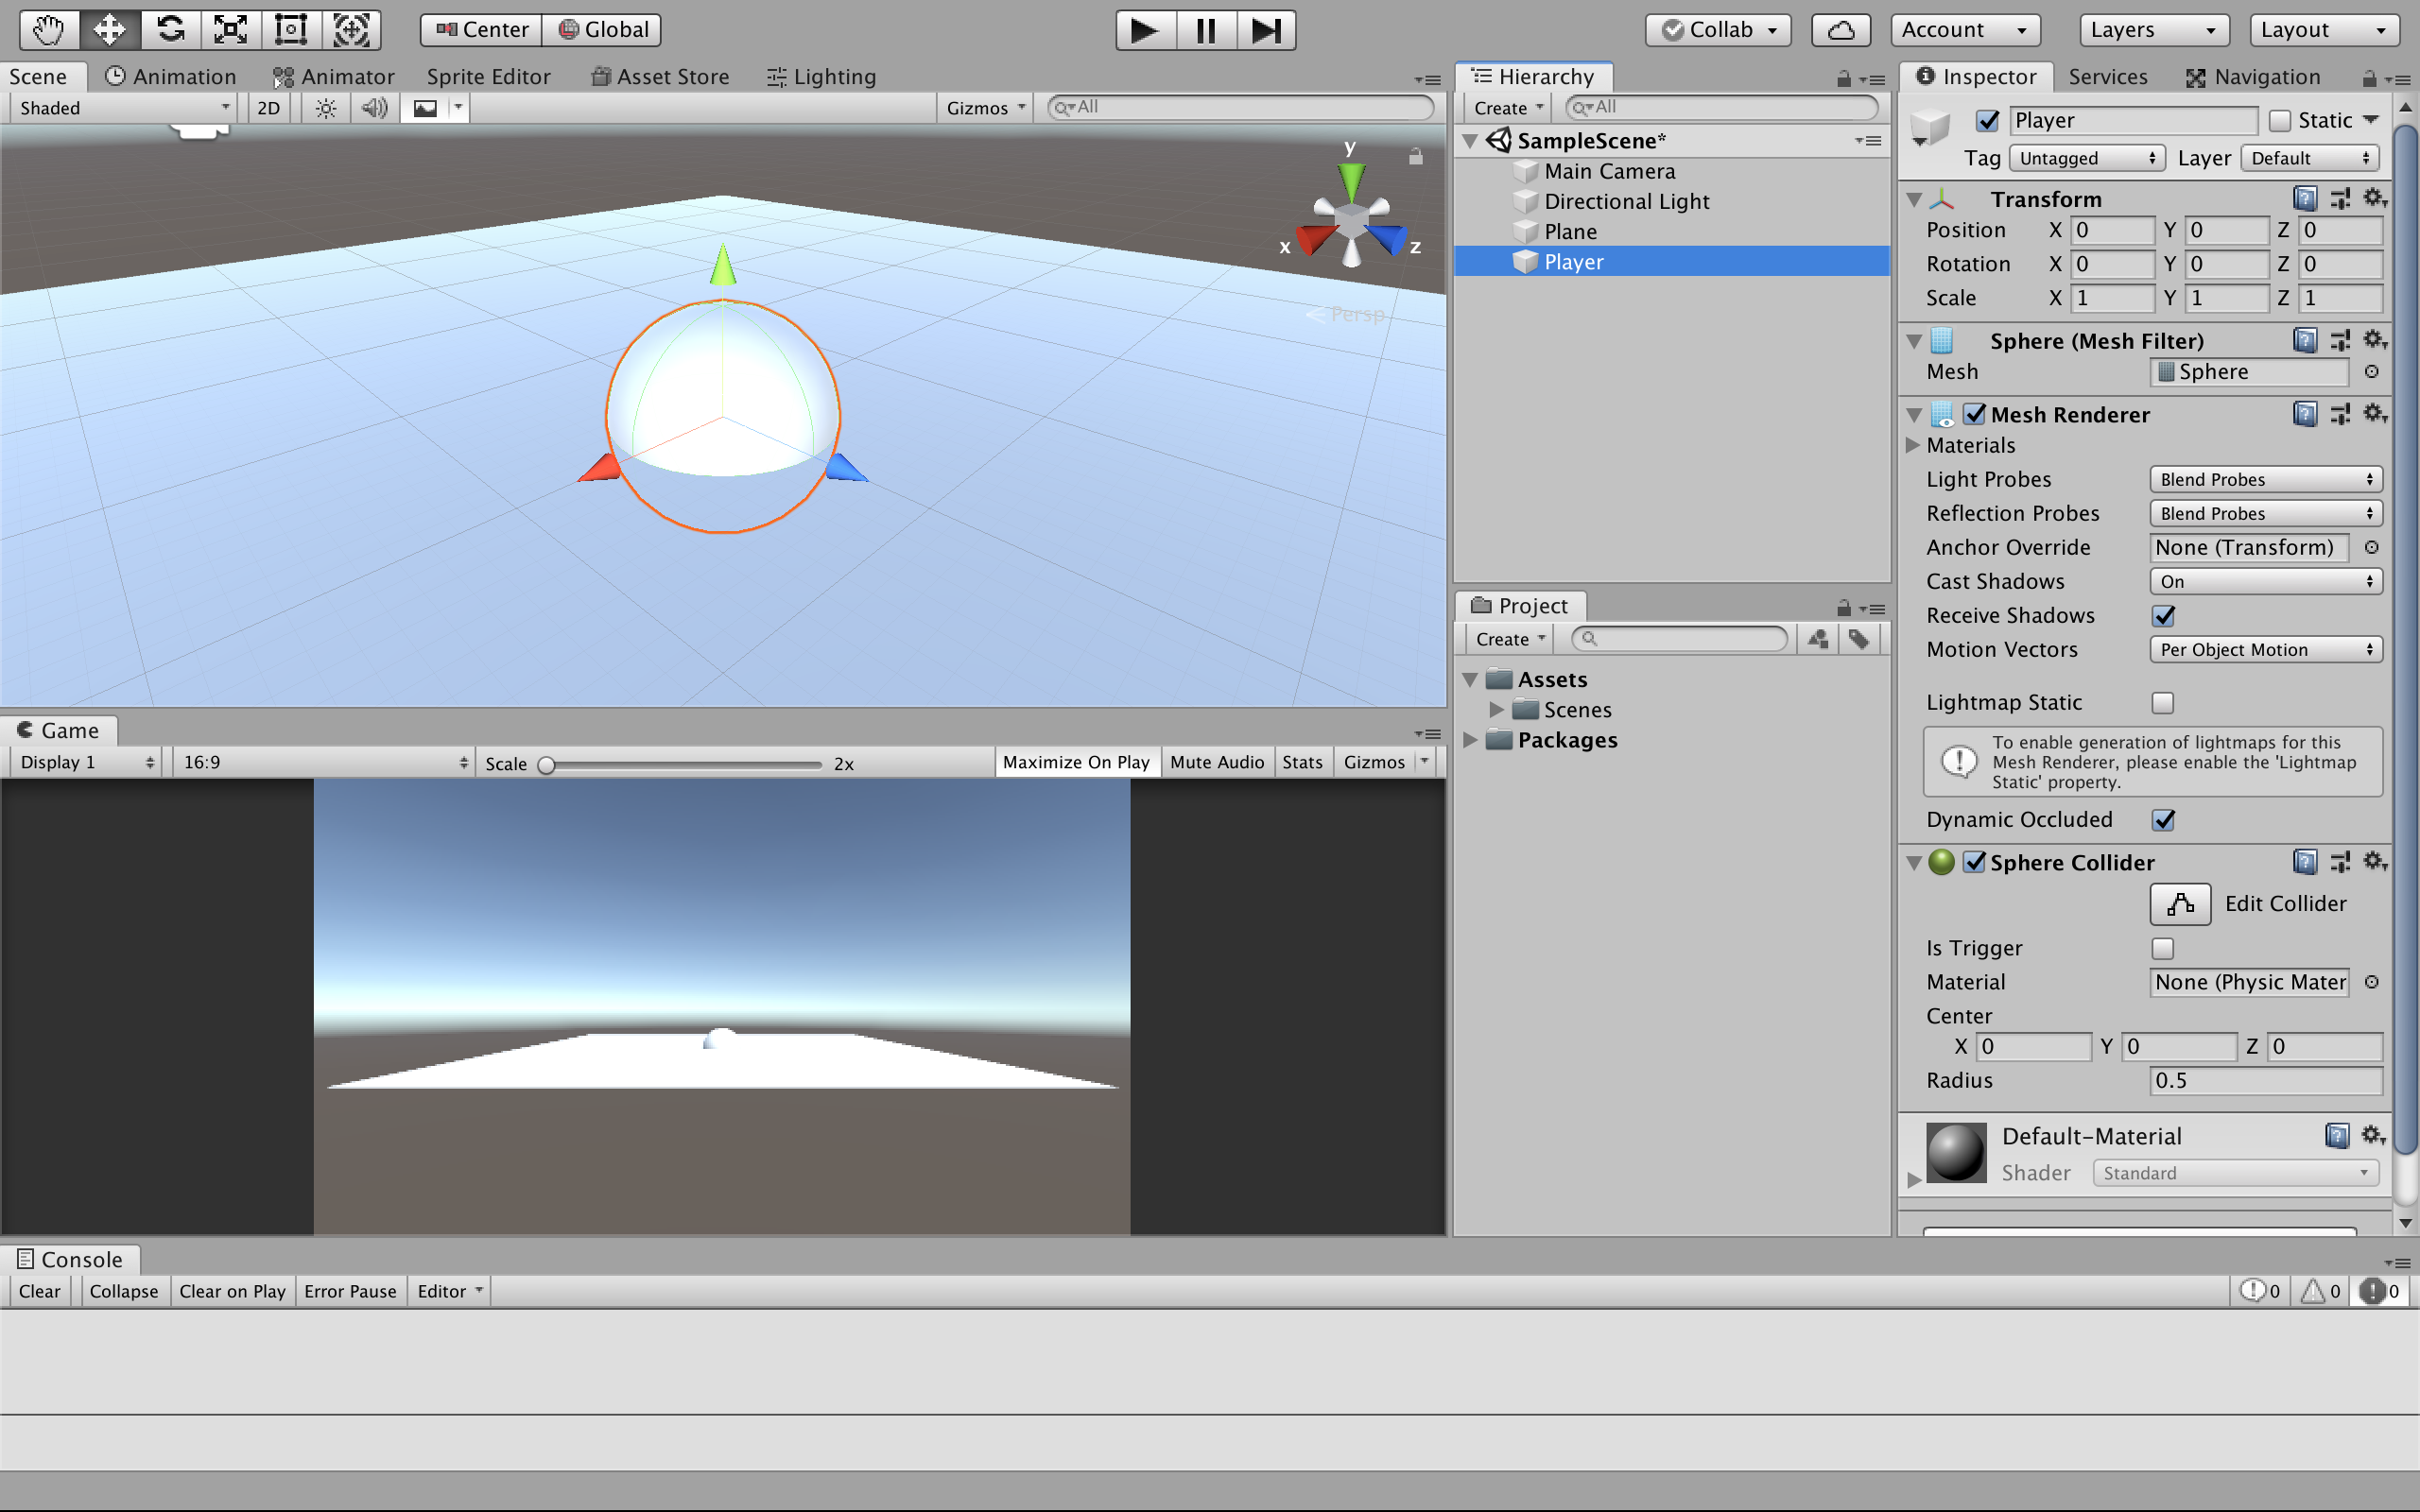 Center Global Collab Account Layers Layout
Scene Animation Animator Sprite Editor Asset Store Lighting
Shaded 2D Gizmos All
y
x z
Persp
Game
Display 1 16:9 Scale 2x Maximize On Play Mute Audio Stats Gizmos
Hierarchy
Create All
SampleScene*
Main Camera
Directional Light
Plane
Player
Project
Create
Assets
Scenes
Packages
Inspector Services Navigation
Player Static
Tag Untagged Layer Default
Transform
Position X 0 Y 0 Z 0
Rotation X 0 Y 0 Z 0
Scale X 1 Y 1 Z 1
Sphere (Mesh Filter)
Mesh Sphere
Mesh Renderer
Materials
Light Probes Blend Probes
Reflection Probes Blend Probes
Anchor Override None (Transform)
Cast Shadows On
Receive Shadows
Motion Vectors Per Object Motion
Lightmap Static
To enable generation of lightmaps for this
Mesh Renderer, please enable the 'Lightmap
Static' property.
Dynamic Occluded
Sphere Collider
Edit Collider
Is Trigger
Material None (Physic Mater
Center
X 0 Y 0 Z 0
Radius 0.5
Default-Material
Shader Standard
Console
Clear Collapse Clear on Play Error Pause Editor 0 0 0